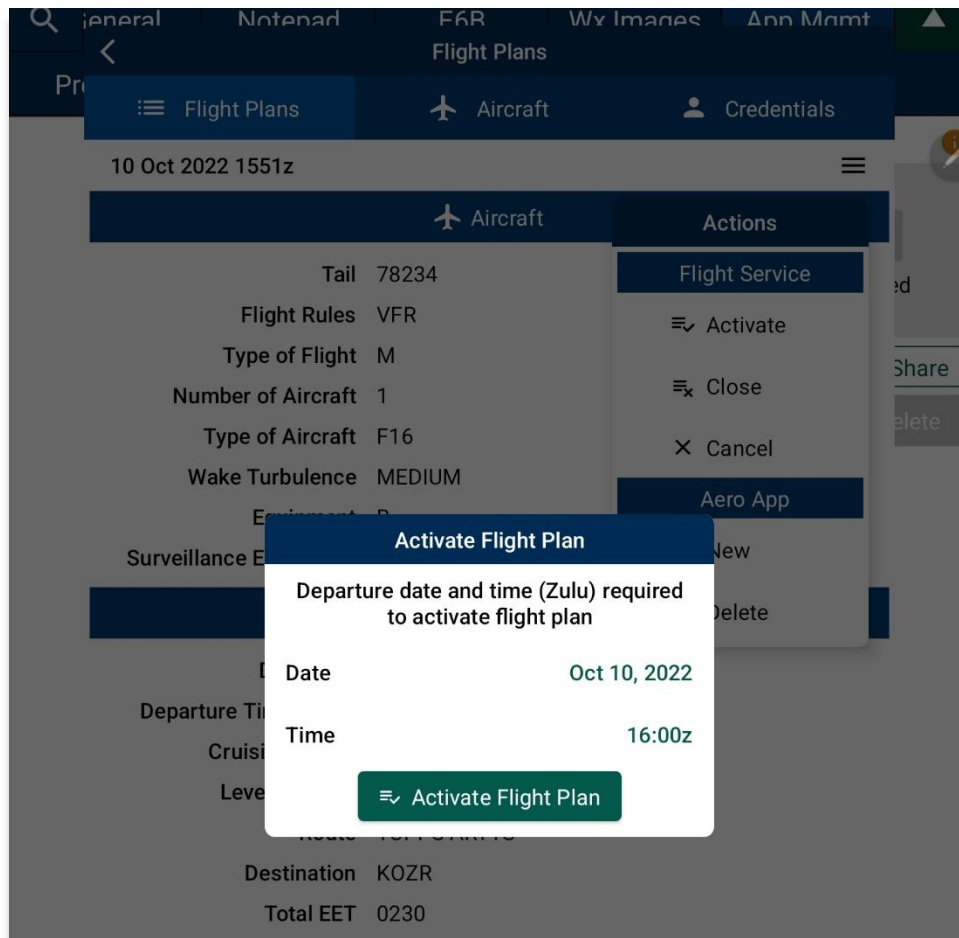 General Notepad E6B Wx Images App Mgmt
Flight Plans
Flight Plans Aircraft Credentials
10 Oct 2022 1551z
Aircraft
Actions
Tail 78234
Flight Service
Flight Rules VFR
Activate
Type of Flight M
Share
Number of Aircraft 1
Close
Type of Aircraft F16
Cancel
Wake Turbulence MEDIUM
Aero App
Activate Flight Plan
New
Surveillance E
Departure date and time (Zulu) required
to activate flight plan
Delete
Date Oct 10, 2022
Departure Ti
Time 16:00z
Cruisi
Leve
Activate Flight Plan
Route
Destination KOZR
Total EET 0230